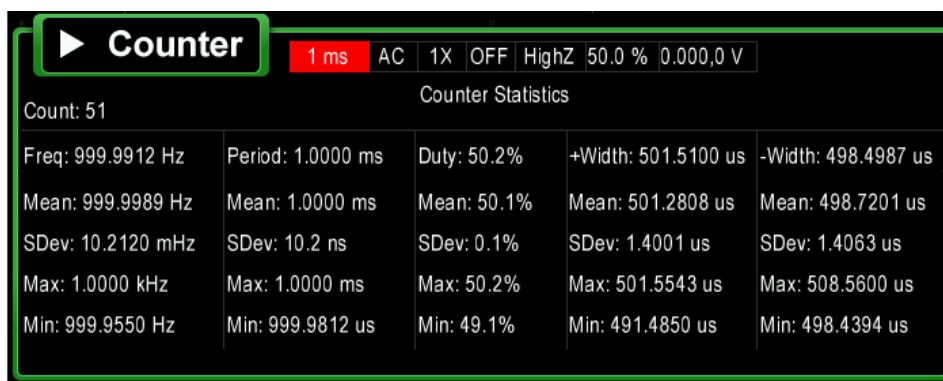 Counter
1 ms AC 1X OFF HighZ 50.0 % 0.000,0 V
Counter Statistics
Count: 51
Freq: 999.9912 Hz Period: 1.0000 ms Duty: 50.2% +Width: 501.5100 us -Width: 498.4987 us
Mean: 999.9989 Hz Mean: 1.0000 ms Mean: 50.1% Mean: 501.2808 us Mean: 498.7201 us
SDev: 10.2120 mHz SDev: 10.2 ns SDev: 0.1% SDev: 1.4001 us SDev: 1.4063 us
Max: 1.0000 kHz Max: 1.0000 ms Max: 50.2% Max: 501.5543 us Max: 508.5600 us
Min: 999.9550 Hz Min: 999.9812 us Min: 49.1% Min: 491.4850 us Min: 498.4394 us